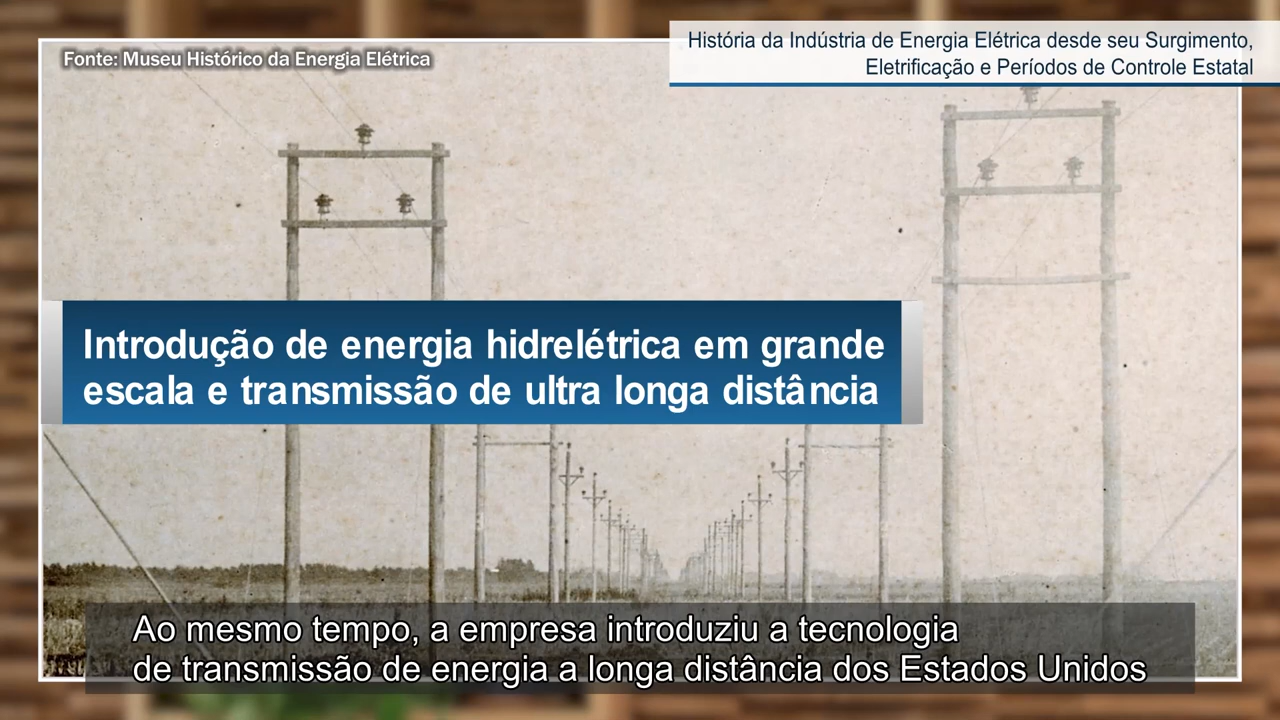 Fonte: Museu Histórico da Energia Elétrica
História da Indústria de Energia Elétrica desde seu Surgimento,
Eletrificação e Períodos de Controle Estatal
Introdução de energia hidrelétrica em grande
escala e transmissão de ultra longa distância
Ao mesmo tempo, a empresa introduziu a tecnologia
de transmissão de energia a longa distância dos Estados Unidos